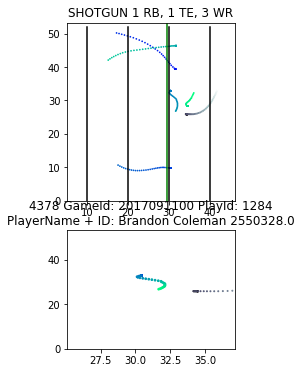 SHOTGUN 1 RB, 1 TE, 3 WR
50
40
30
20
10
0
10 20 30 40
4378 GameId: 2017091100 PlayId: 1284
PlayerName + ID: Brandon Coleman 2550328.0
40
20
0
27.5 30.0 32.5 35.0